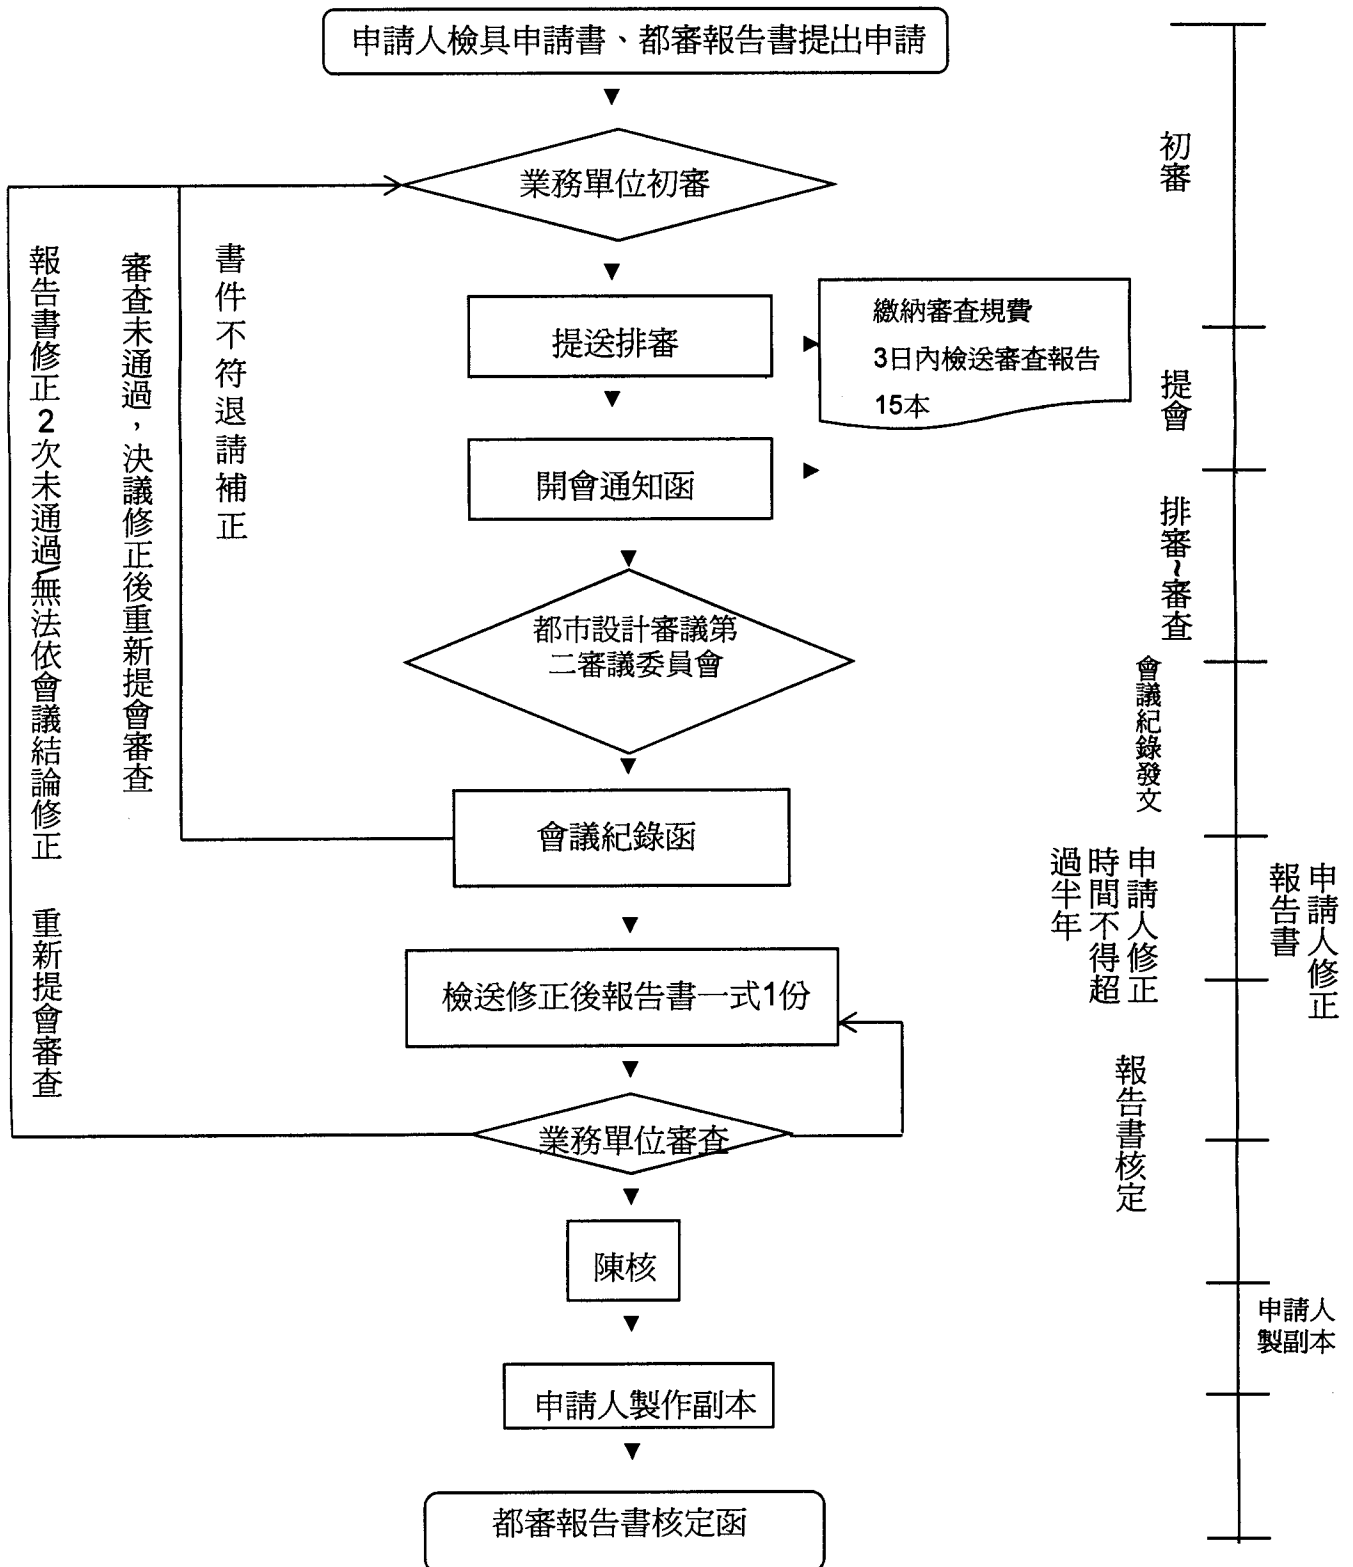 申請人檢具申請書、都審報告書提出申請
業務單位初審
提送排審
繳納審查規費
3日內檢送審查報告
15本
開會通知函
都市設計審議第
二審議委員會
會議紀錄函
檢送修正後報告書一式1份
業務單位審查
陳核
申請人製作副本
都審報告書核定函
書件不符退請補正
審查未通過，決議修正後重新提會審查
報告書修正2次未通過/無法依會議結論修正 重新提會審查
初審
提會
排審~審查
會議紀錄發文
申請人修正
時間不得超
過半年
申請人修正
報告書
報告書核定
申請人
製副本